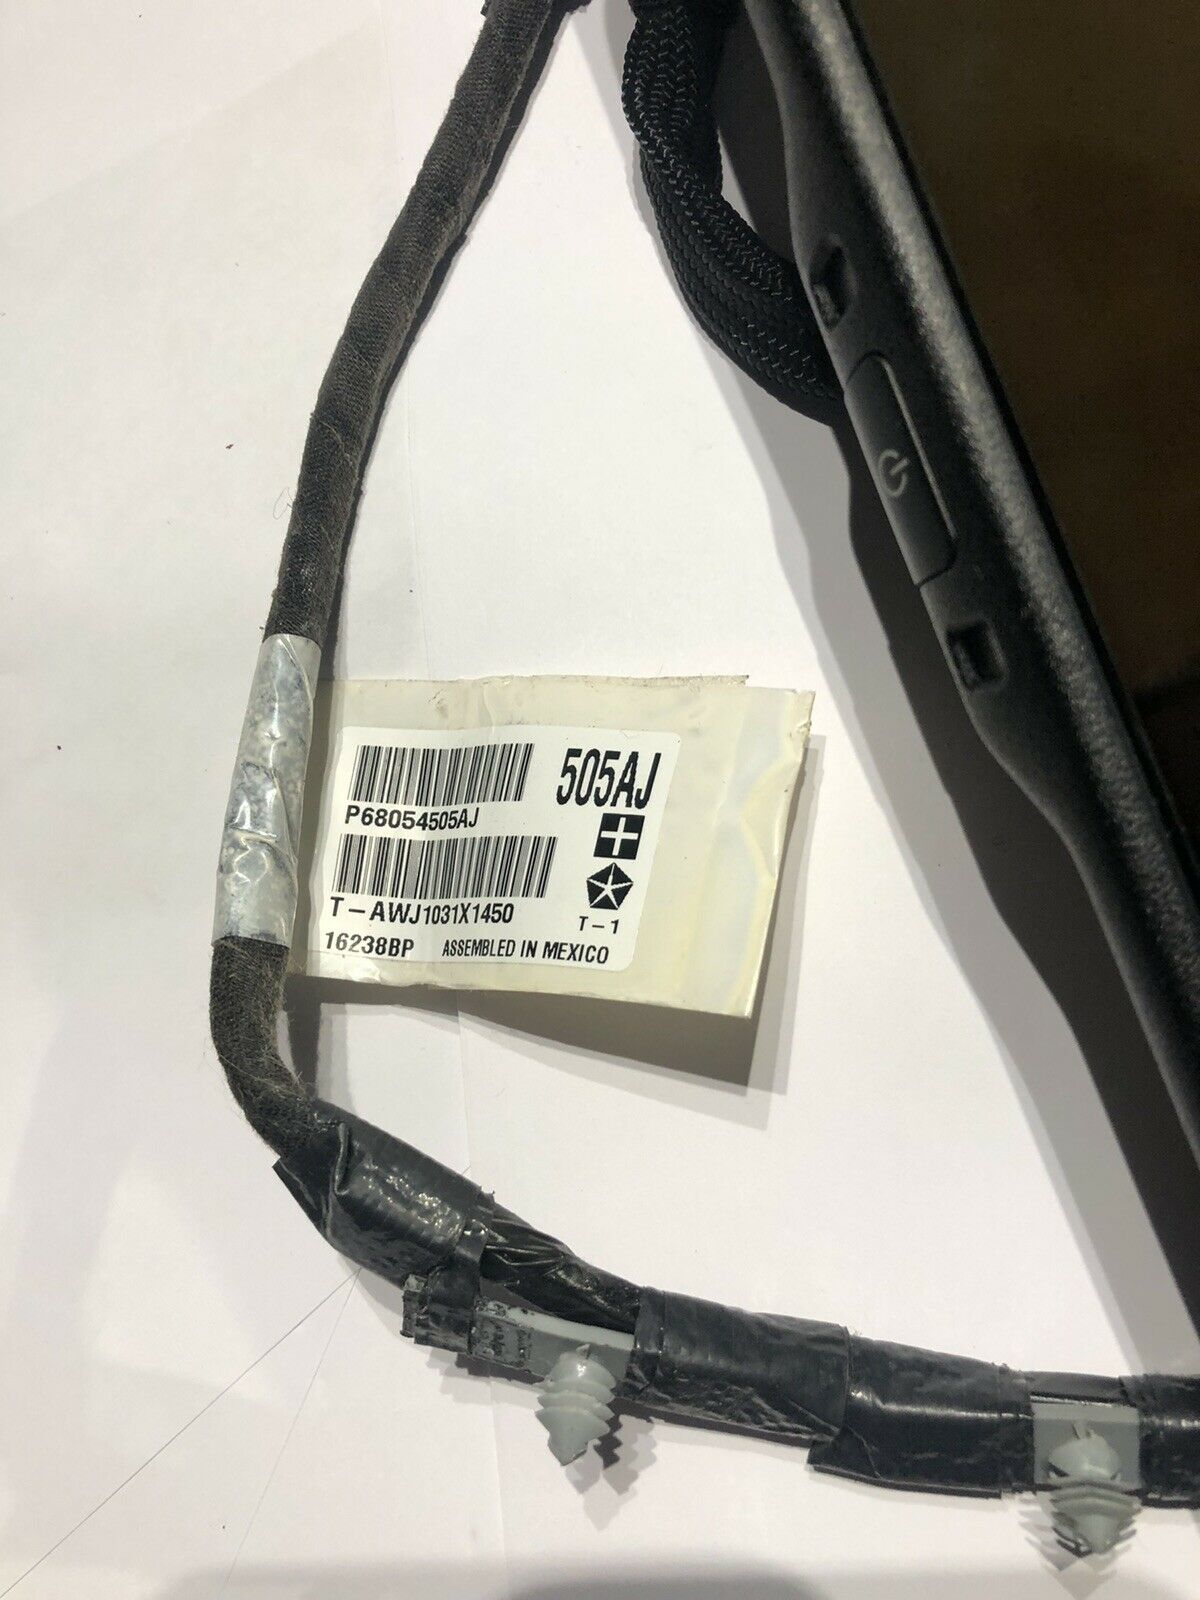 505AJ
P68054505AJ
T-AWJ1031X1450
T-1
16238BP ASSEMBLED IN MEXICO